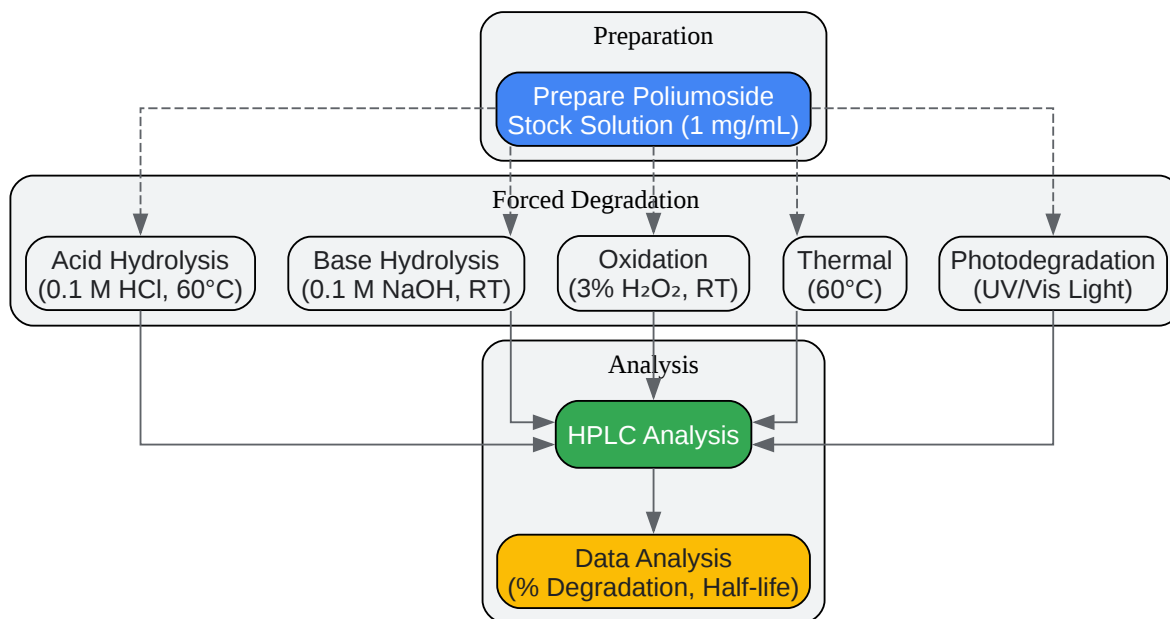 Preparation
Prepare Poliumoside
Stock Solution (1 mg/mL)
Forced Degradation
Acid Hydrolysis
(0.1 M HCl, 60°C)
Base Hydrolysis
(0.1 M NaOH, RT)
Oxidation
(3% H₂O₂, RT)
Thermal
(60°C)
Photodegradation
(UV/Vis Light)
Analysis
HPLC Analysis
Data Analysis
(% Degradation, Half-life)